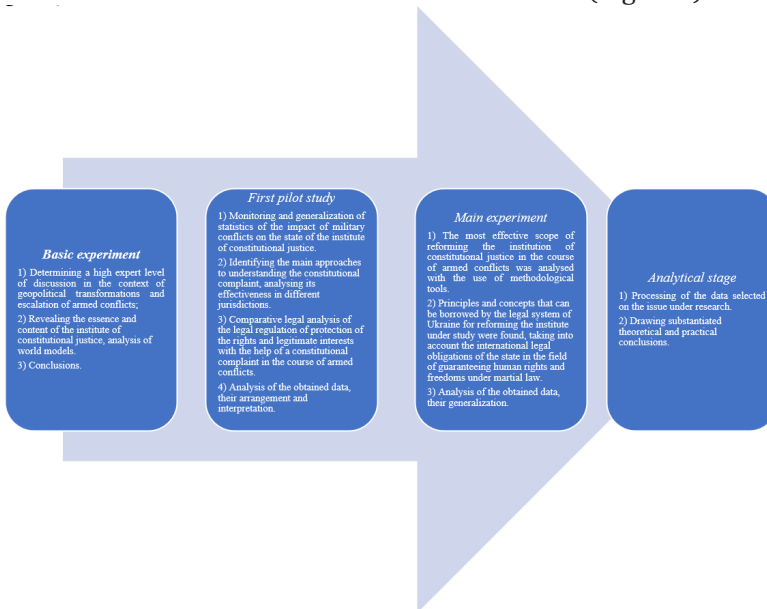 Basic experiment
1) Determining a high expert level
of discussion in the context of
geopolitical transformations and
escalation of armed conflicts;
2) Revealing the essence and
content of the institute of
constitutional justice, analysis of
world models.
3) Conclusions.
First pilot study
1) Monitoring and generalization of
statistics of the impact of military
conflicts on the state of the institute
of constitutional justice.
2) Identifying the main approaches
to understanding the constitutional
complaint, analysing its
effectiveness in different
jurisdictions.
3) Comparative legal analysis of
the legal regulation of protection of
the rights and legitimate interests
with the help of a constitutional
complaint in the course of armed
conflicts.
4) Analysis of the obtained data,
their arrangement and
interpretation.
Main experiment
1) The most effective scope of
reforming the institution of
constitutional justice in the course
of armed conflicts was analysed
with the use of methodological
tools.
2) Principles and concepts that can
be borrowed by the legal system of
Ukraine for reforming the institute
under study were found, taking into
account the international legal
obligations of the state in the field
of guaranteeing human rights and
freedoms under martial law.
3) Analysis of the obtained data,
their generalization.
Analytical stage
1) Processing of the data selected
on the issue under research.
2) Drawing substantiated
theoretical and practical
conclusions.